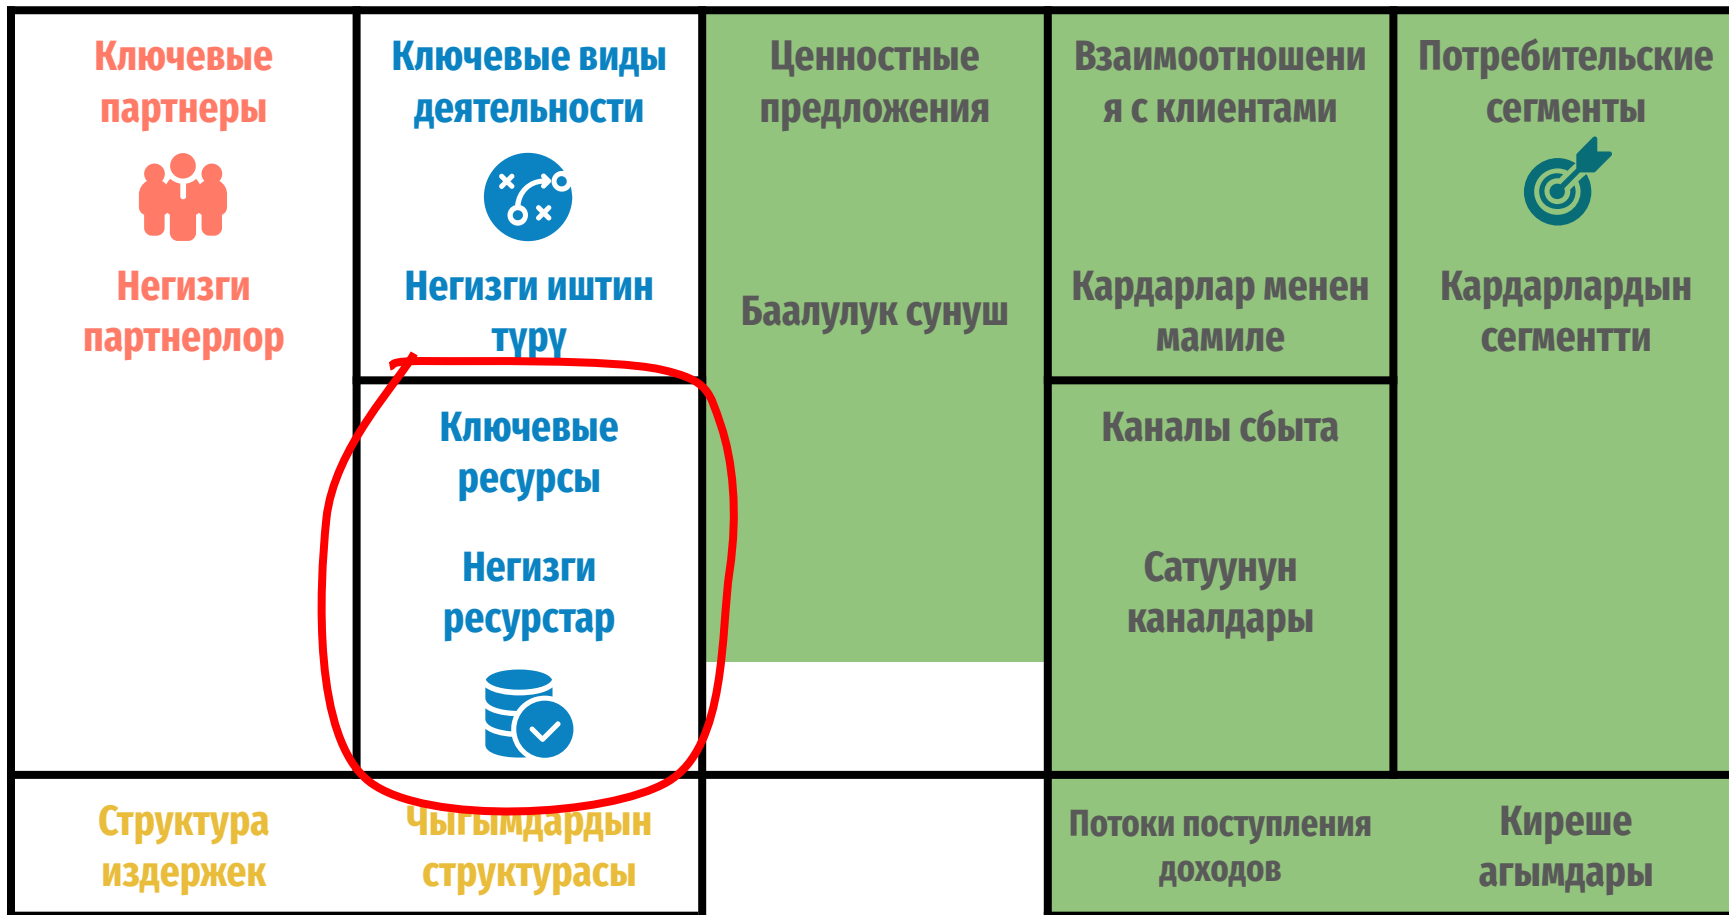 Ключевые
партнеры
Негизги
партнерлор
Ключевые виды
деятельности
Негизги иштин
түрү
Ключевые
ресурсы
Негизги
ресурстар
Ценностные
предложения
Баалулук сунуш
Взаимоотношени
я с клиентами
Кардарлар менен
мамиле
Каналы сбыта
Сатуунун
каналдары
Потребительские
сегменты
Кардарлардын
сегментти
Структура
издержек
Чыгымдардын
структурасы
Потоки поступления
доходов
Киреше
агымдары